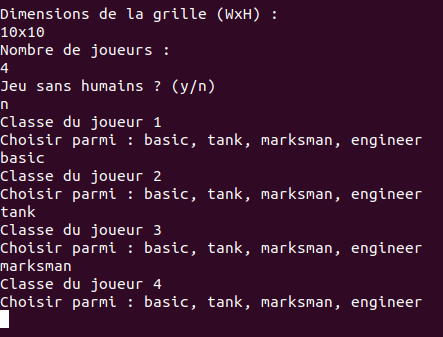 Dimensions de la grille (WxH) :
10x10
Nombre de joueurs :
4
Jeu sans humains ? (y/n)
n
Classe du joueur 1
Choisir parmi : basic, tank, marksman, engineer
basic
Classe du joueur 2
Choisir parmi : basic, tank, marksman, engineer
tank
Classe du joueur 3
Choisir parmi : basic, tank, marksman, engineer
marksman
Classe du joueur 4
Choisir parmi : basic, tank, marksman, engineer